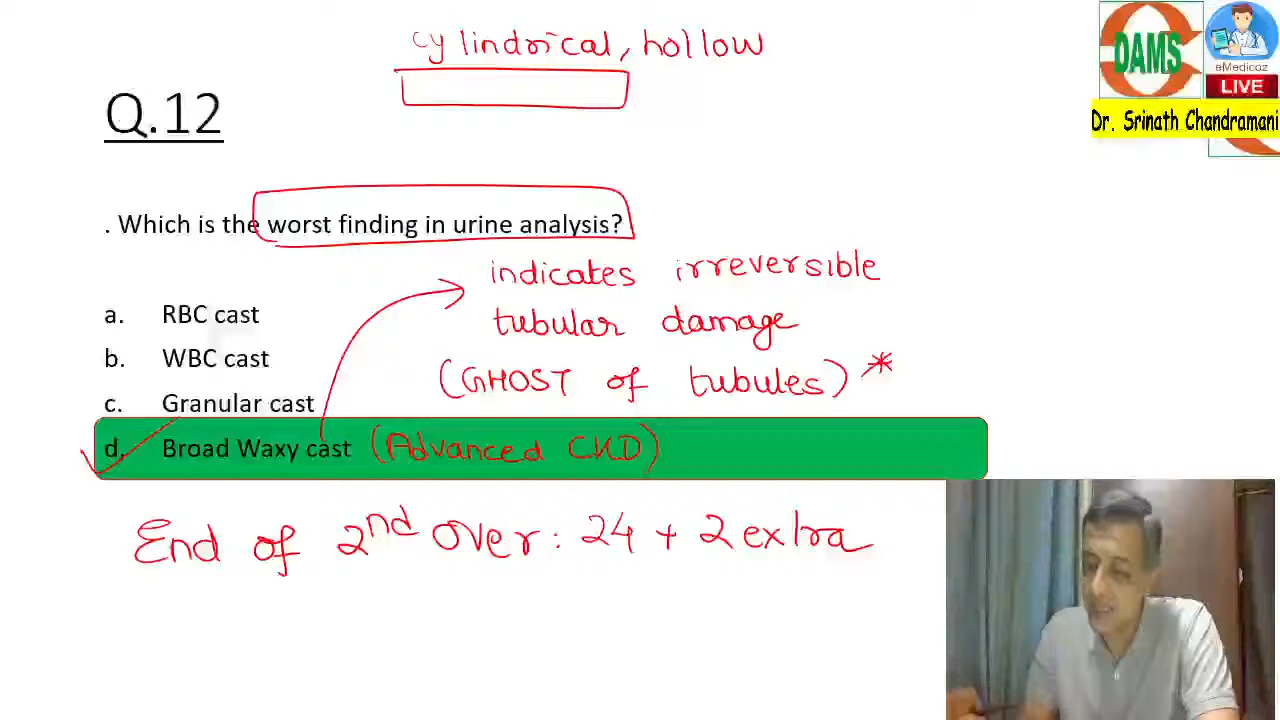 cylindrical, hollow
DAMS
eMedicoz
LIVE
Dr. Srinath Chandramani
Q.12
. Which is the worst finding in urine analysis?
indicates irreversible
tubular damage
(GHOST of tubules) *
a. RBC cast
b. WBC cast
c. Granular cast
d. Broad Waxy cast (Advanced CKD)
End of 2nd over: 24 + 2 extra